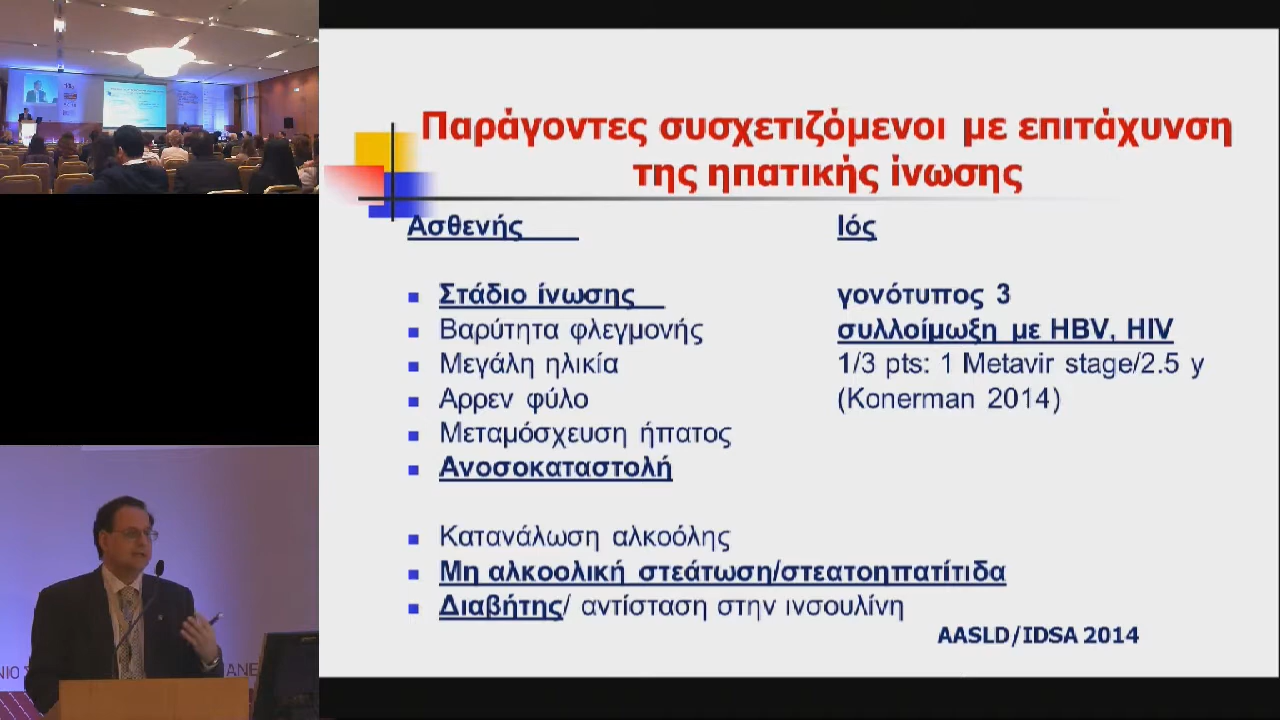 Παράγοντες συσχετιζόμενοι με επιτάχυνση
της ηπατικής ίνωσης
Ασθενής
Στάδιο ίνωσης
Βαρύτητα φλεγμονής
Μεγάλη ηλικία
Αρρεν φύλο
Μεταμόσχευση ήπατος
Ανοσοκαταστολή
Κατανάλωση αλκοόλης
Μη αλκοολική στεάτωση/στεατοηπατίτιδα
Διαβήτης/ αντίσταση στην ινσουλίνη
Ιός
γονότυπος 3
συλλοίμωξη με HBV, HIV
1/3 pts: 1 Metavir stage/2.5 y
(Konerman 2014)
AASLD/IDSA 2014